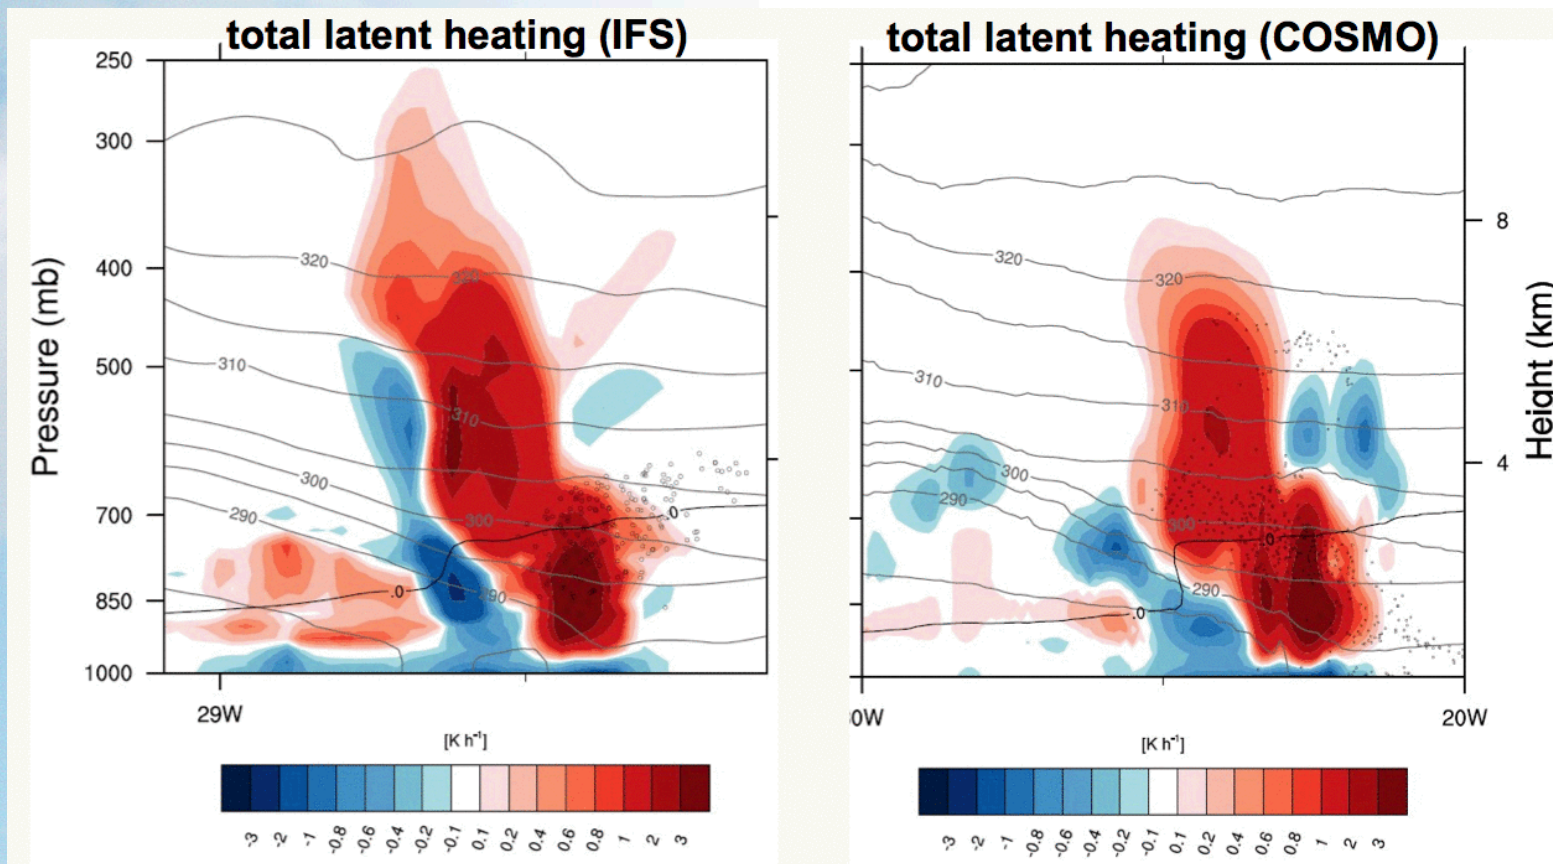 total latent heating (IFS)
total latent heating (COSMO)
Pressure (mb)
250
300
400
500
700
850
1000
320
320
310
310
300
300
290
290
.0
.0
29W
[K h⁻¹]
-3 -2 -1 -0.8 -0.6 -0.4 -0.2 -0.1 0.1 0.2 0.4 0.6 0.8 1 2 3
320
320
310
310
300
300
290
290
.0
.0
8
4
Height (km)
0W
20W
[K h⁻¹]
-3 -2 -1 -0.8 -0.6 -0.4 -0.2 -0.1 0.1 0.2 0.4 0.6 0.8 1 2 3